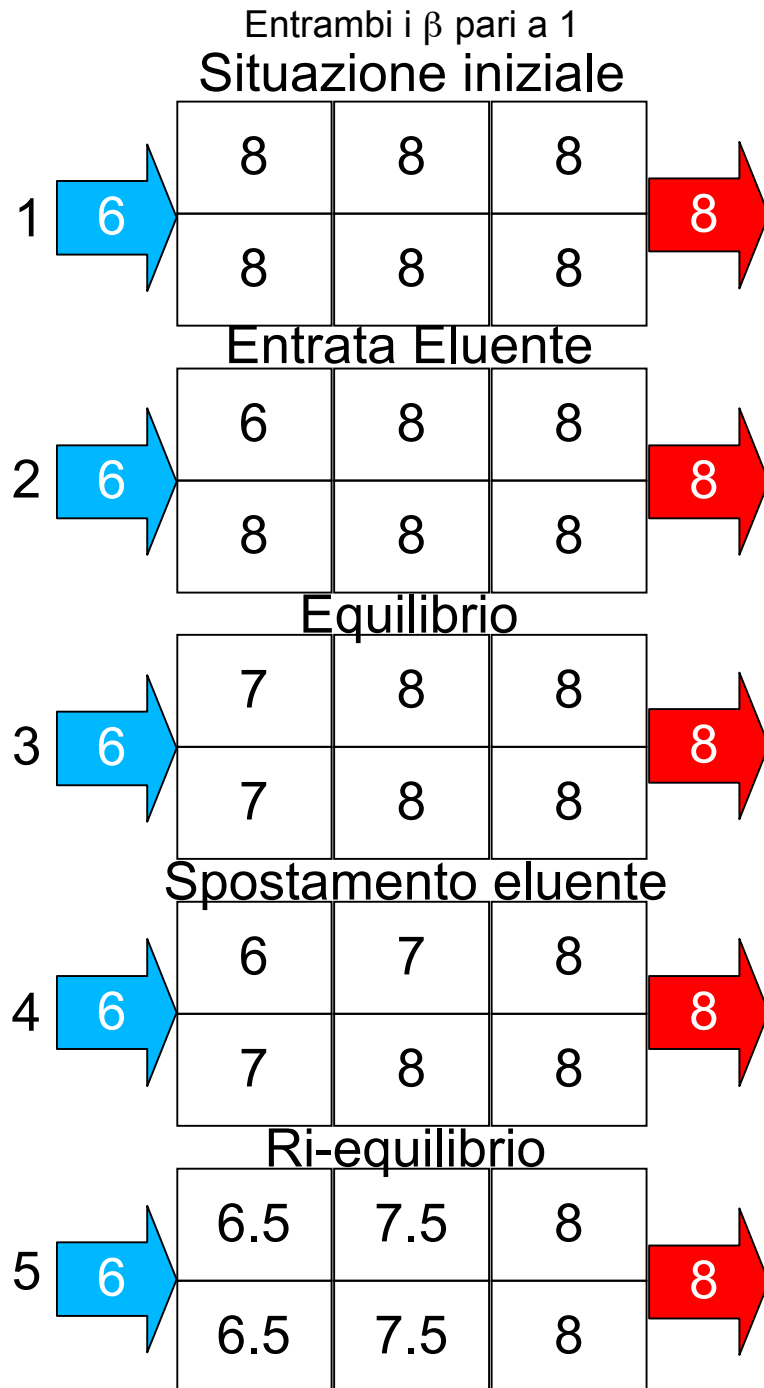 Entrambi i β pari a 1
Situazione iniziale
8 8 8
1 6 8
8 8 8
Entrata Eluente
6 8 8
2 6 8
8 8 8
Equilibrio
7 8 8
3 6 8
7 8 8
Spostamento eluente
6 7 8
4 6 8
7 8 8
Ri-equilibrio
6.5 7.5 8
5 6 8
6.5 7.5 8